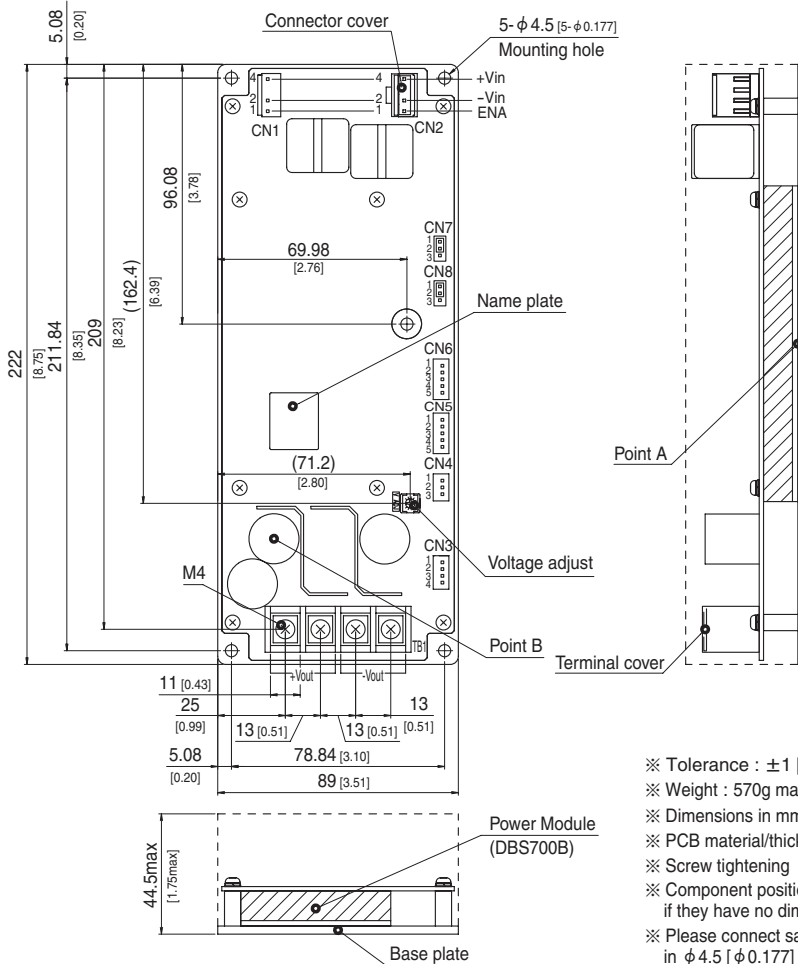 5.08
[0.20]
Connector cover
5-φ4.5 [5-φ0.177]
Mounting hole
4
2
1
CN1
4
2
1
CN2
+Vin
-Vin
ENA
222
[8.75]
211.84
[8.35]
209
[8.23]
(162.4)
[6.39]
96.08
[3.78]
69.98
[2.76]
CN7
1
2
3
CN8
1
2
3
Name plate
CN6
1
2
3
4
5
CN5
1
2
3
4
5
Point A
(71.2)
[2.80]
CN4
1
2
3
CN3
1
2
3
4
Voltage adjust
M4
TB1
Point B
Terminal cover
+Vout
-Vout
11 [0.43]
25
[0.99]
13 [0.51]
13 [0.51]
13
[0.51]
5.08
[0.20]
78.84 [3.10]
89 [3.51]
44.5max
[1.75max]
Power Module
(DBS700B)
Base plate
※ Tolerance : ±1 [
※ Weight : 570g ma
※ Dimensions in mm
※ PCB material/thick
※ Screw tightening
※ Component positio
if they have no dim
※ Please connect sa
in φ4.5 [φ0.177]